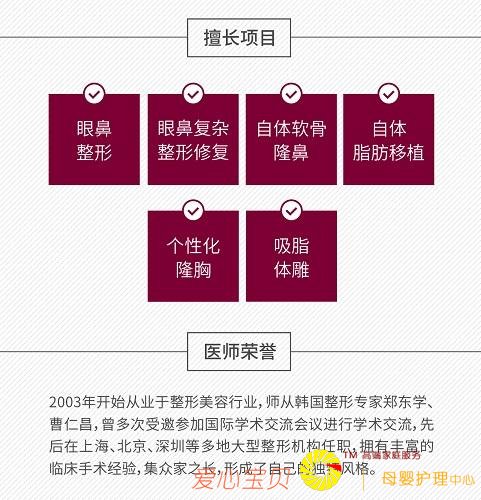 擅长项目
眼鼻
整形
眼鼻复杂
整形修复
自体软骨
隆鼻
自体
脂肪移植
个性化
隆胸
吸脂
体雕
医师荣誉
2003年开始从业于整形美容行业，师从韩国整形专家郑东学、
曹仁昌，曾多次受邀参加国际学术交流会议进行学术交流，先
后在上海、北京、深圳等多地大型整形机构任职，拥有丰富的
临床手术经验，集众家之长，形成了自己的独特风格。
TM 高端家庭服务
爱心宝贝
母婴护理中心